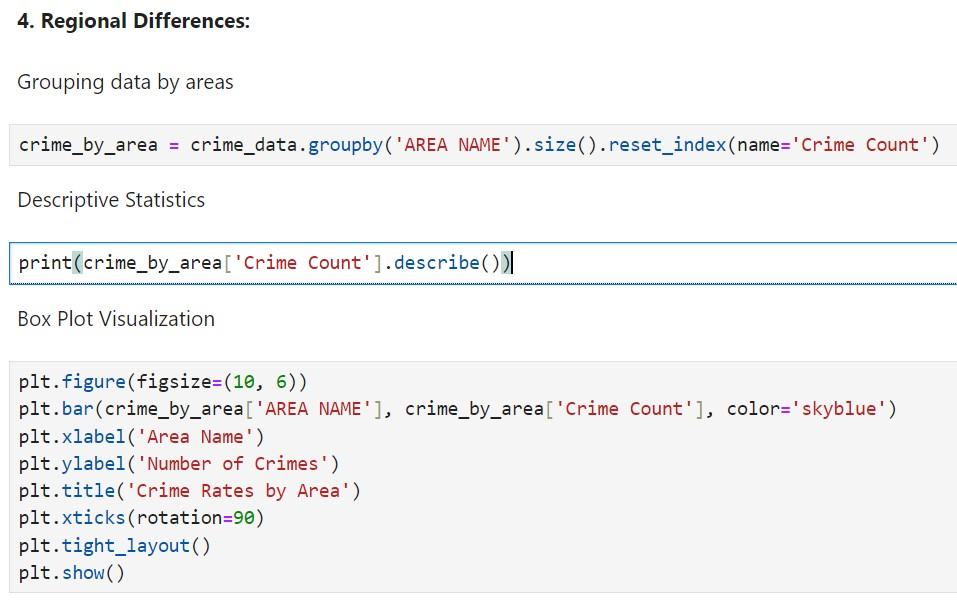 4. Regional Differences:
Grouping data by areas
crime_by_area = crime_data.groupby('AREA NAME').size().reset_index(name='Crime Count')
Descriptive Statistics
print(crime_by_area['Crime Count'].describe())
Box Plot Visualization
plt.figure(figsize=(10, 6))
plt.bar(crime_by_area['AREA NAME'], crime_by_area['Crime Count'], color='skyblue')
plt.xlabel('Area Name')
plt.ylabel('Number of Crimes')
plt.title('Crime Rates by Area')
plt.xticks(rotation=90)
plt.tight_layout()
plt.show()